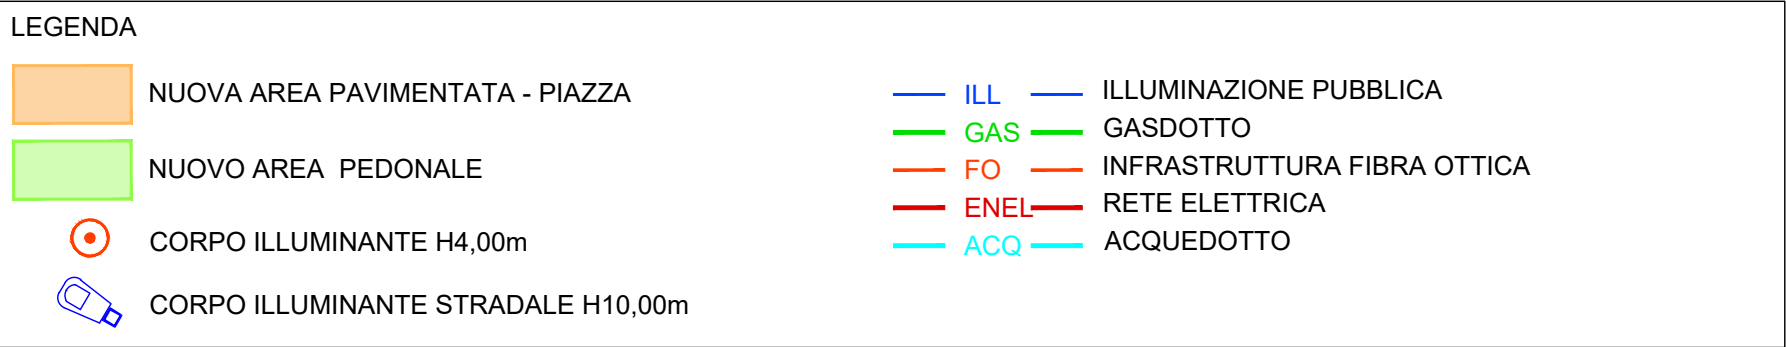 LEGENDA
NUOVA AREA PAVIMENTATA - PIAZZA
NUOVO AREA  PEDONALE
CORPO ILLUMINANTE H4,00m
CORPO ILLUMINANTE STRADALE H10,00m
ILL ILLUMINAZIONE PUBBLICA
GAS GASDOTTO
FO INFRASTRUTTURA FIBRA OTTICA
ENEL RETE ELETTRICA
ACQ ACQUEDOTTO